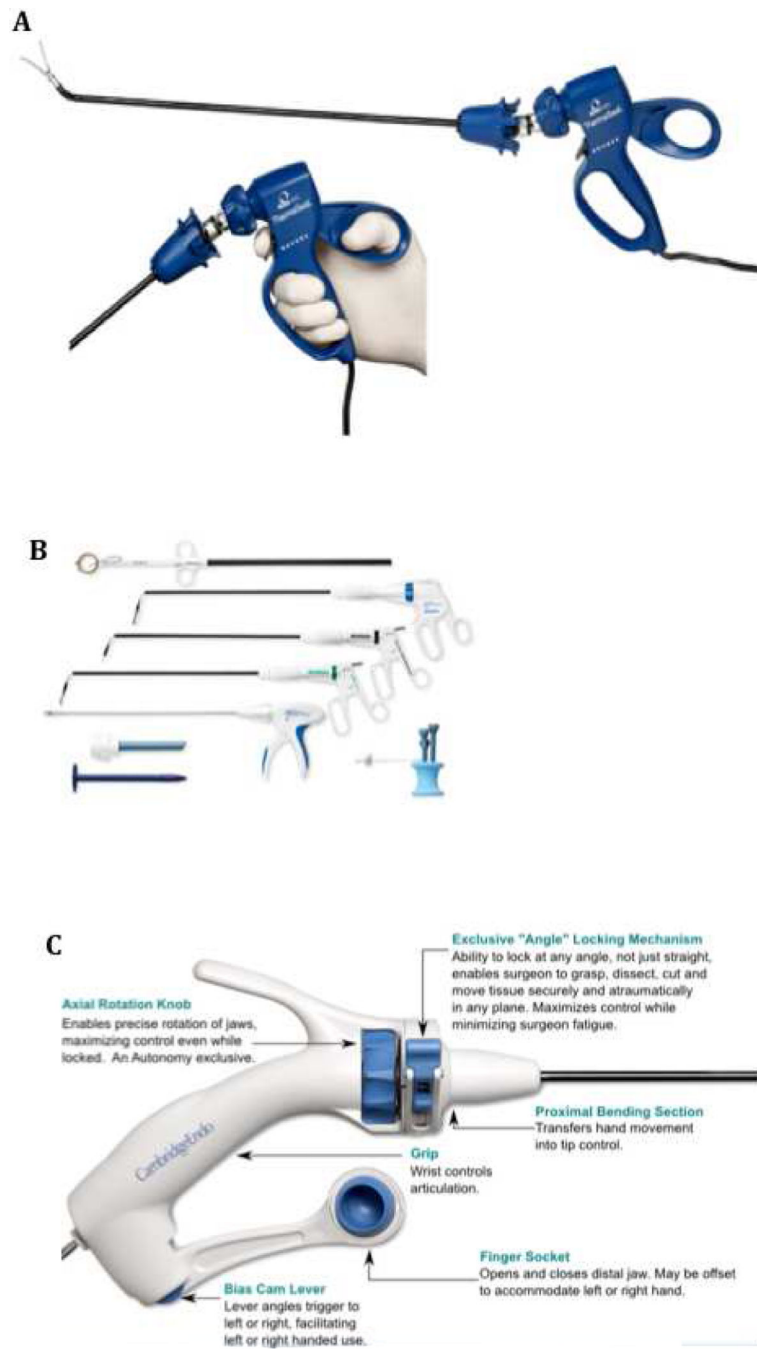 A
B
C
Exclusive "Angle" Locking Mechanism
Ability to lock at any angle, not just straight,
enables surgeon to grasp, dissect, cut and
move tissue securely and atraumatically
in any plane. Maximizes control while
minimizing surgeon fatigue.
Axial Rotation Knob
Enables precise rotation of jaws,
maximizing control even while
locked. An Autonomy exclusive.
Proximal Bending Section
Transfers hand movement
into tip control.
CambridgeEndo
Grip
Wrist controls
articulation.
Finger Socket
Opens and closes distal jaw. May be offset
to accommodate left or right hand.
Bias Cam Lever
Lever angles trigger to
left or right, facilitating
left or right handed use.